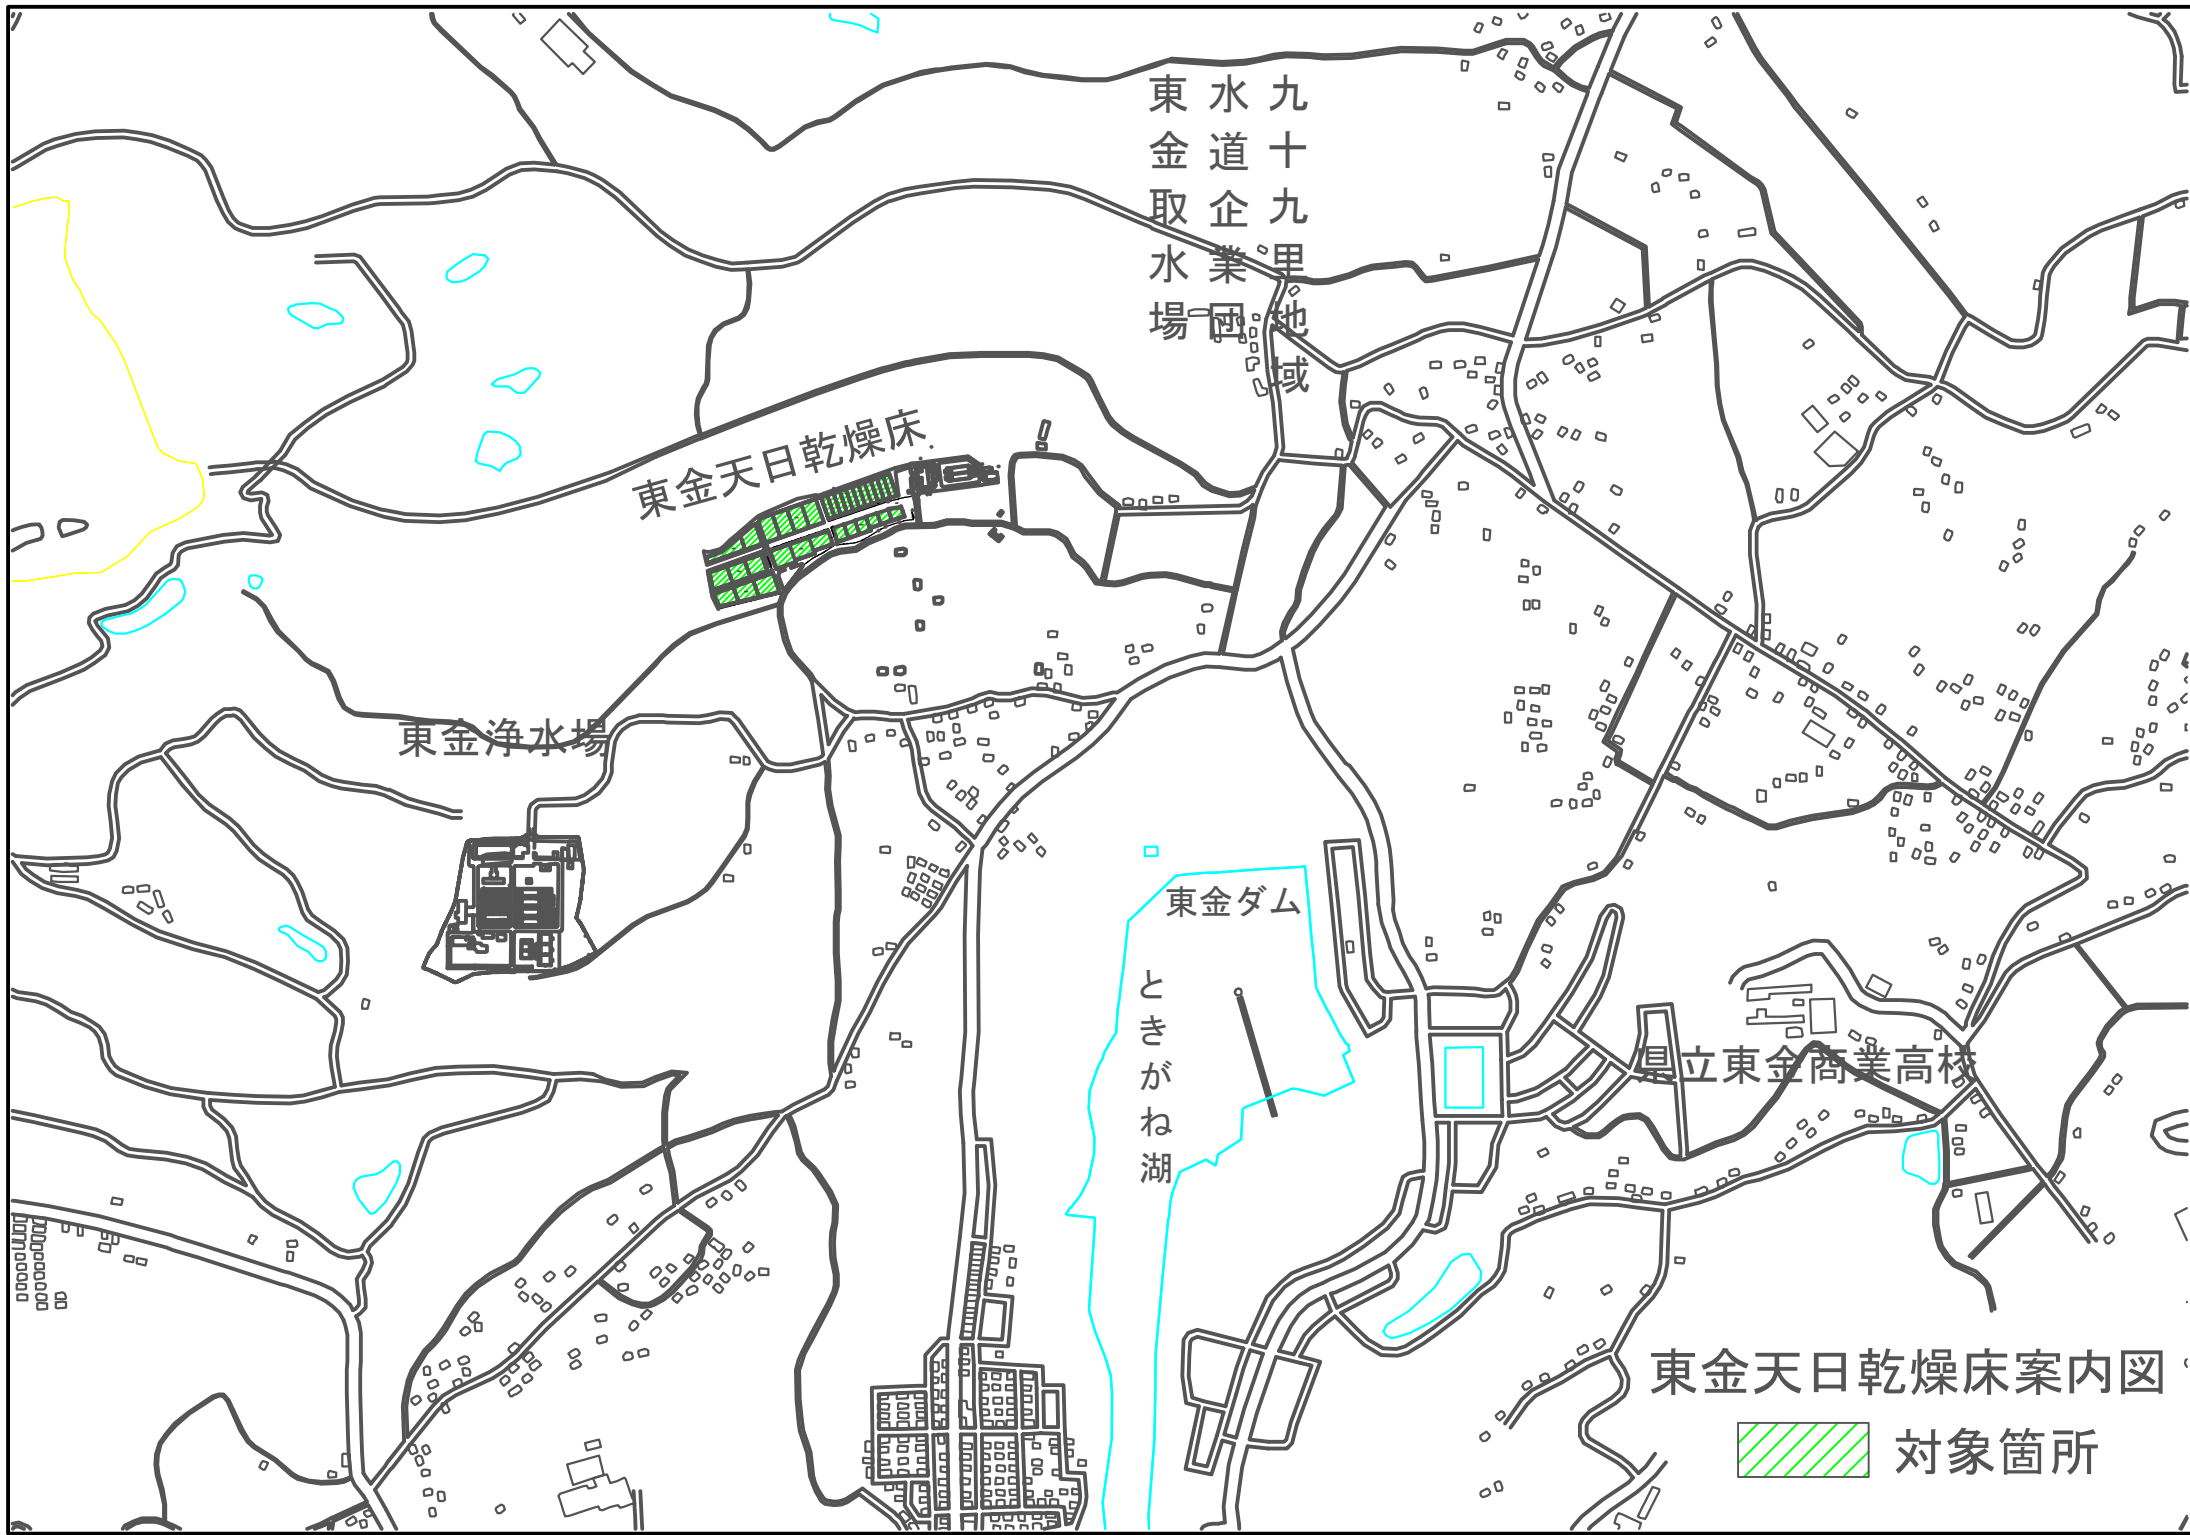 九十九里地域
水道企業団
東金取水場
東金天日乾燥床
東金浄水場
東金ダム
ときがね湖
県立東金商業高校
東金天日乾燥床案内図
対象箇所